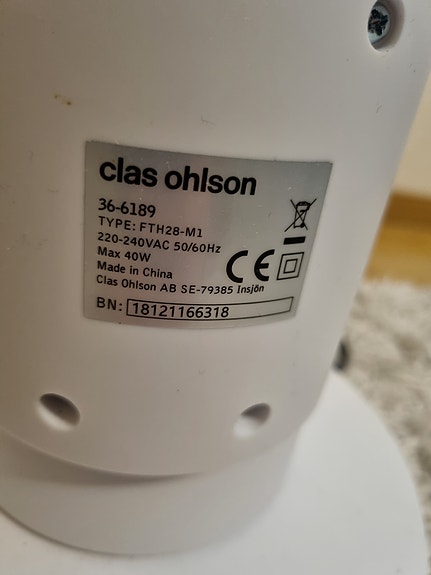 clas ohlson
36-6189
TYPE: FTH28-M1
220-240VAC 50/60Hz
Max 40W
Made in China
Clas Ohlson AB SE-79385 Insjön
CE
BN: 18121166318